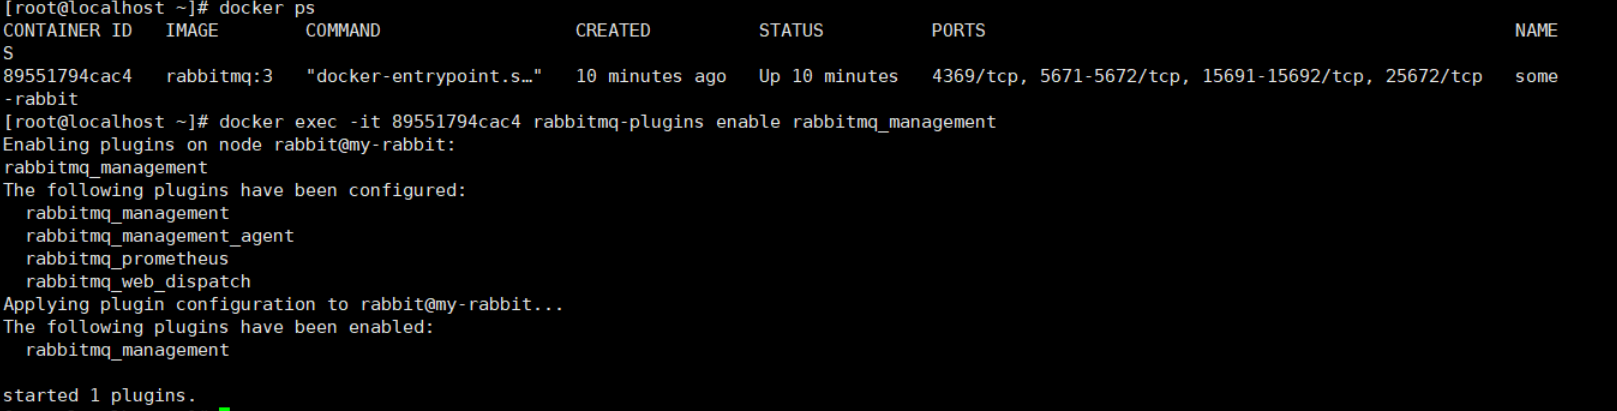 [root@localhost ~]# docker ps
CONTAINER ID   IMAGE        COMMAND                  CREATED          STATUS          PORTS                                                 NAME
S
89551794cac4   rabbitmq:3   "docker-entrypoint.s…"   10 minutes ago   Up 10 minutes   4369/tcp, 5671-5672/tcp, 15691-15692/tcp, 25672/tcp   some
-rabbit
[root@localhost ~]# docker exec -it 89551794cac4 rabbitmq-plugins enable rabbitmq_management
Enabling plugins on node rabbit@my-rabbit:
rabbitmq_management
The following plugins have been configured:
  rabbitmq_management
  rabbitmq_management_agent
  rabbitmq_prometheus
  rabbitmq_web_dispatch
Applying plugin configuration to rabbit@my-rabbit...
The following plugins have been enabled:
  rabbitmq_management

started 1 plugins.